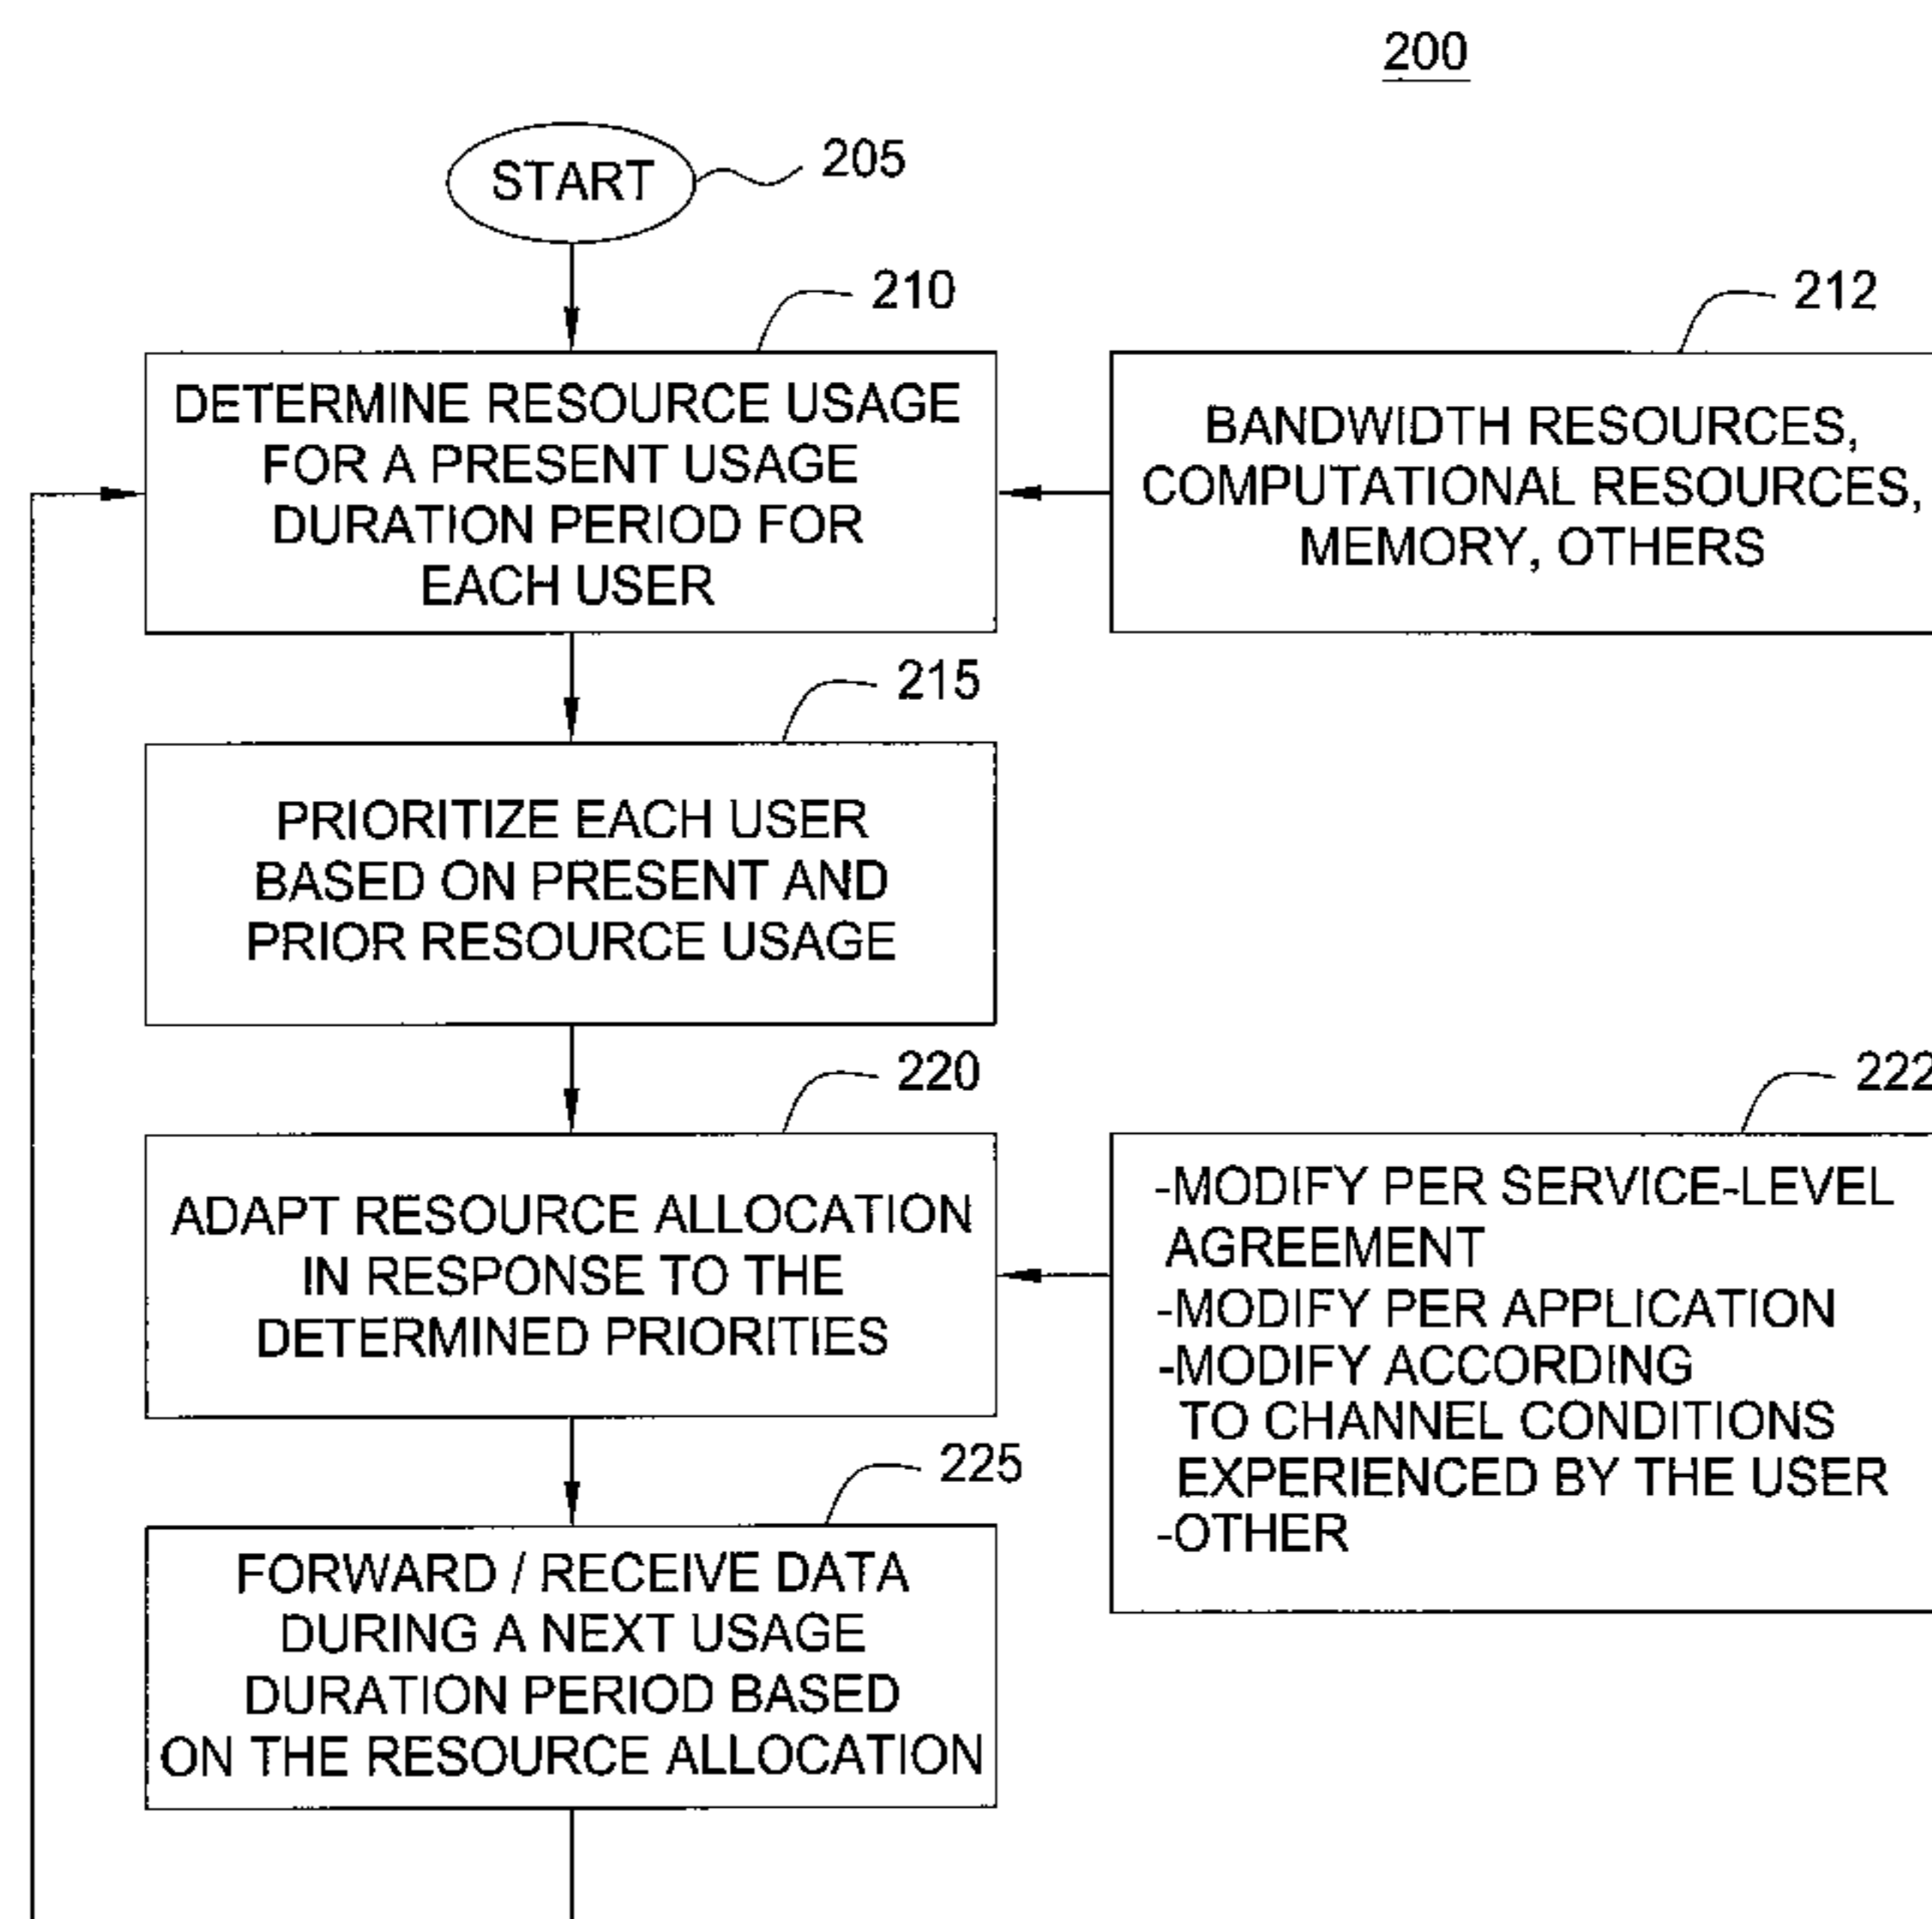 200
START
205
210
DETERMINE RESOURCE USAGE
FOR A PRESENT USAGE
DURATION PERIOD FOR
EACH USER
212
BANDWIDTH RESOURCES,
COMPUTATIONAL RESOURCES,
MEMORY, OTHERS
215
PRIORITIZE EACH USER
BASED ON PRESENT AND
PRIOR RESOURCE USAGE
220
ADAPT RESOURCE ALLOCATION
IN RESPONSE TO THE
DETERMINED PRIORITIES
222
-MODIFY PER SERVICE-LEVEL
AGREEMENT
-MODIFY PER APPLICATION
-MODIFY ACCORDING
TO CHANNEL CONDITIONS
EXPERIENCED BY THE USER
-OTHER
225
FORWARD / RECEIVE DATA
DURING A NEXT USAGE
DURATION PERIOD BASED
ON THE RESOURCE ALLOCATION